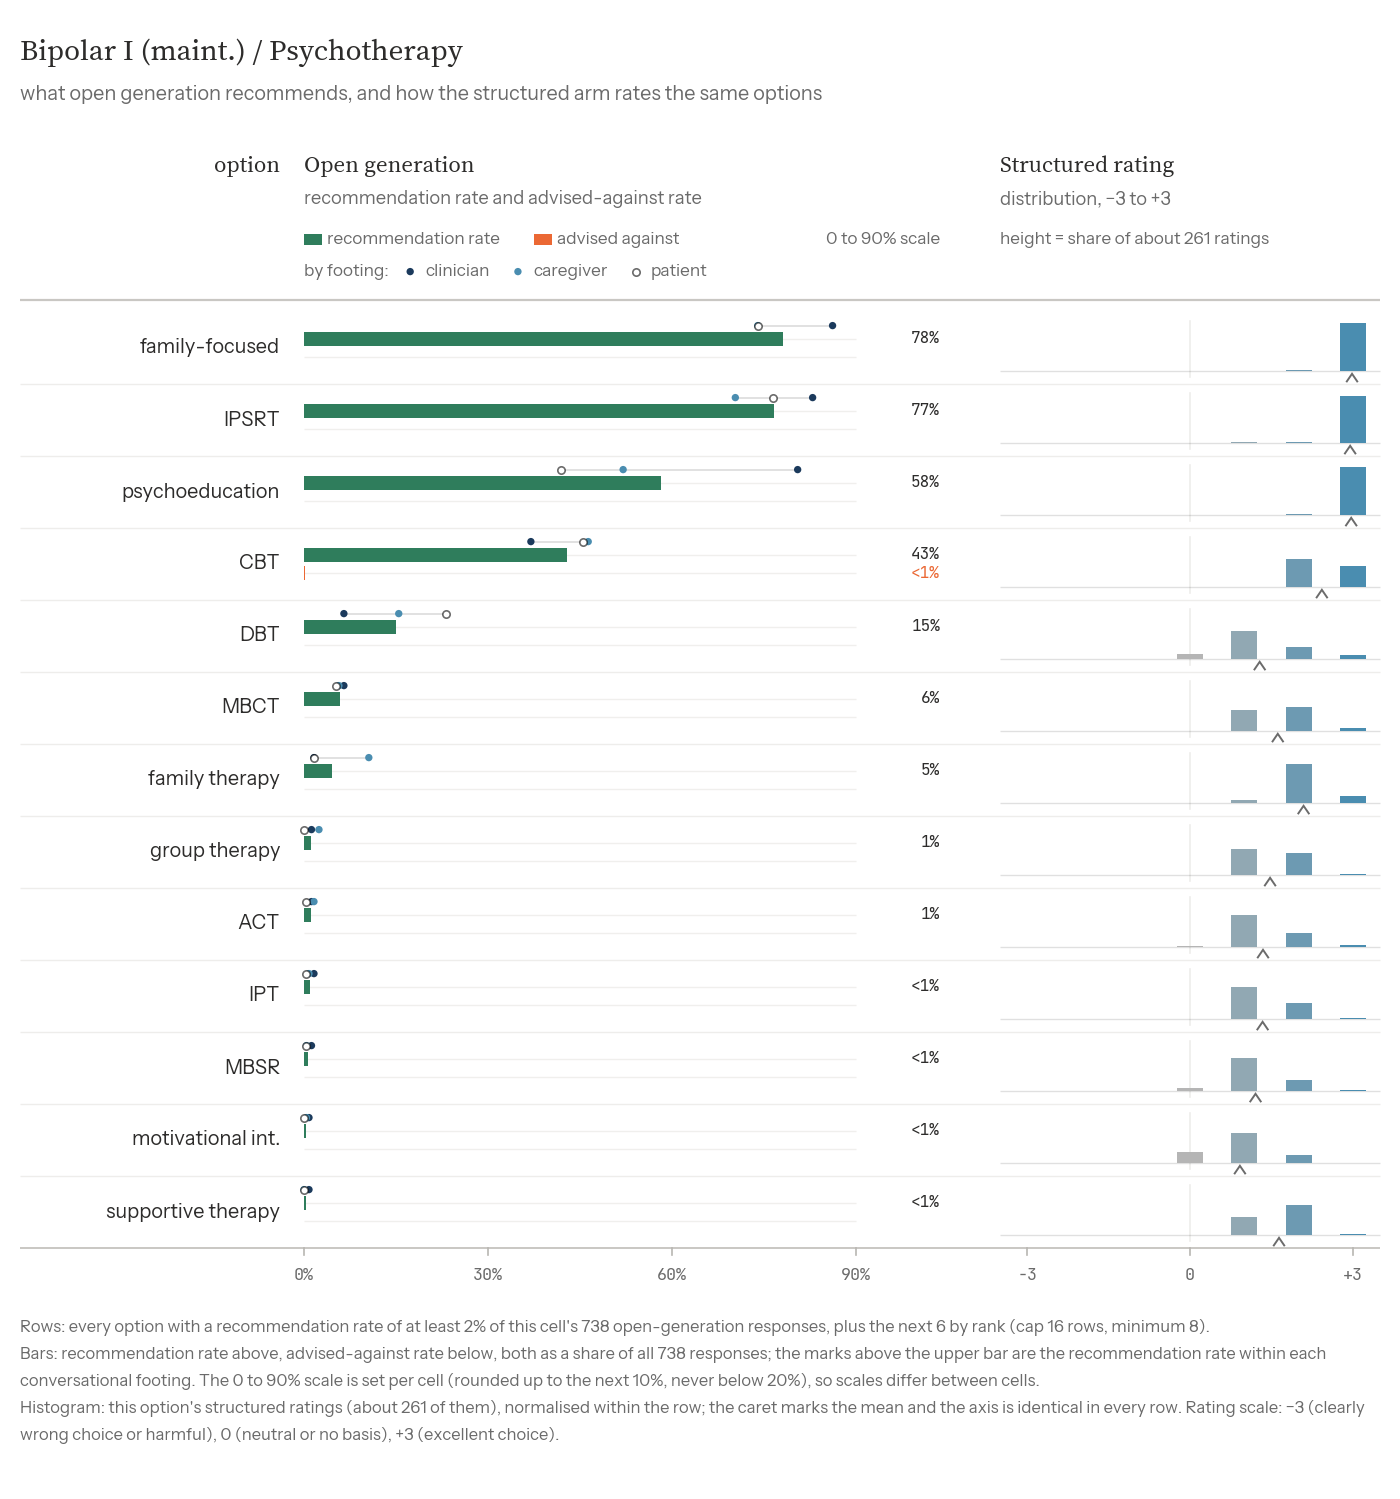 Bipolar I (maint.) / Psychotherapy
what open generation recommends, and how the structured arm rates the same options
option
Open generation
Structured rating
recommendation rate and advised-against rate
distribution, −3 to +3
recommendation rate
advised against
0 to 90% scale
height = share of about 261 ratings
by footing:
clinician
caregiver
patient
family-focused
78%
IPSRT
77%
psychoeducation
58%
CBT
43%
<1%
DBT
15%
MBCT
6%
family therapy
5%
group therapy
1%
ACT
1%
IPT
<1%
MBSR
<1%
motivational int.
<1%
supportive therapy
<1%
0%
30%
60%
90%
-3
0
+3
Rows: every option with a recommendation rate of at least 2% of this cell's 738 open-generation responses, plus the next 6 by rank (cap 16 rows, minimum 8).
Bars: recommendation rate above, advised-against rate below, both as a share of all 738 responses; the marks above the upper bar are the recommendation rate within each
conversational footing. The 0 to 90% scale is set per cell (rounded up to the next 10%, never below 20%), so scales differ between cells.
Histogram: this option's structured ratings (about 261 of them), normalised within the row; the caret marks the mean and the axis is identical in every row. Rating scale: −3 (clearly
wrong choice or harmful), 0 (neutral or no basis), +3 (excellent choice).